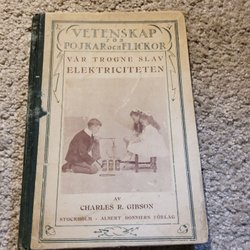 VETENSKAP
FÖR
POJKAR OCH FLICKOR
VÅR TROGNE SLAV
ELEKTRICITETEN
AV
CHARLES R. GIBSON
STOCKHOLM - ALBERT BONNIERS FÖRLAG